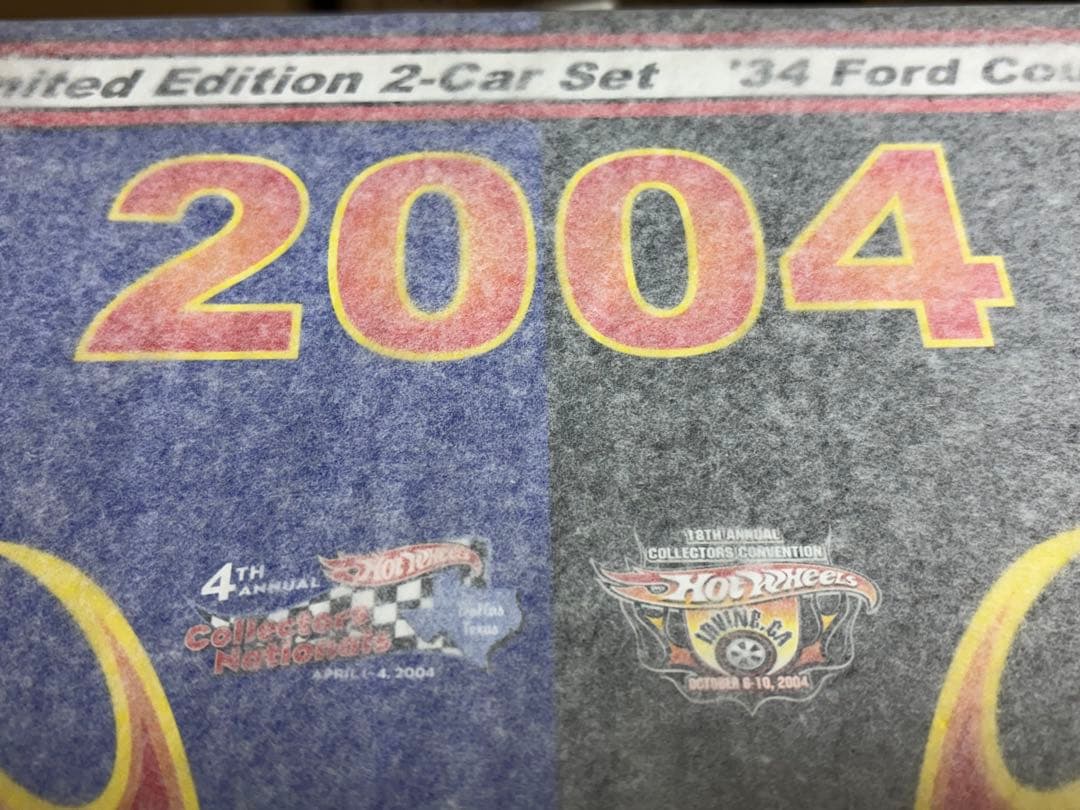 mited Edition 2-Car Set '34 Ford Cou
2004
4TH
ANNUAL
HOT WHEELS
Collectors
Nationals
Dallas
Texas
APRIL 1-4, 2004
18TH ANNUAL
COLLECTORS CONVENTION
HOT WHEELS
IRVINE, CA
OCTOBER 6-10, 2004